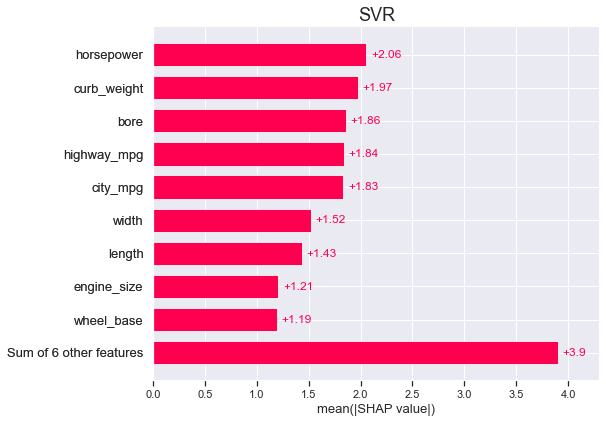 SVR
horsepower +2.06
curb_weight +1.97
bore +1.86
highway_mpg +1.84
city_mpg +1.83
width +1.52
length +1.43
engine_size +1.21
wheel_base +1.19
Sum of 6 other features +3.9
0.0 0.5 1.0 1.5 2.0 2.5 3.0 3.5 4.0
mean(|SHAP value|)